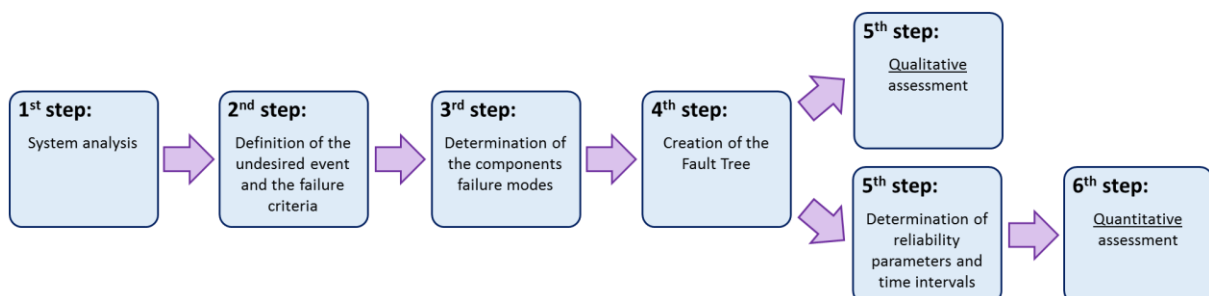 1st step:
System analysis
2nd step:
Definition of the
undesired event
and the failure
criteria
3rd step:
Determination of
the components
failure modes
4th step:
Creation of the
Fault Tree
5th step:
Qualitative
assessment
5th step:
Determination of
reliability
parameters and
time intervals
6th step:
Quantitative
assessment